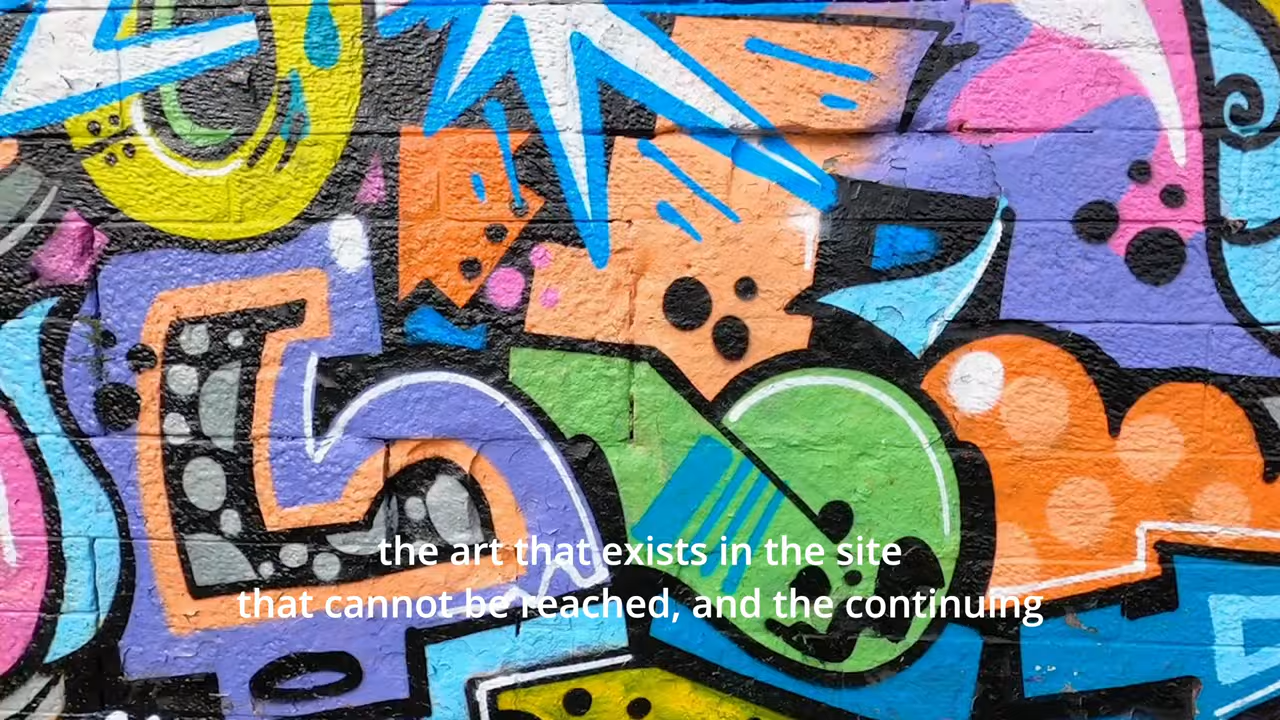 the art that exists in the site
that cannot be reached, and the continuing